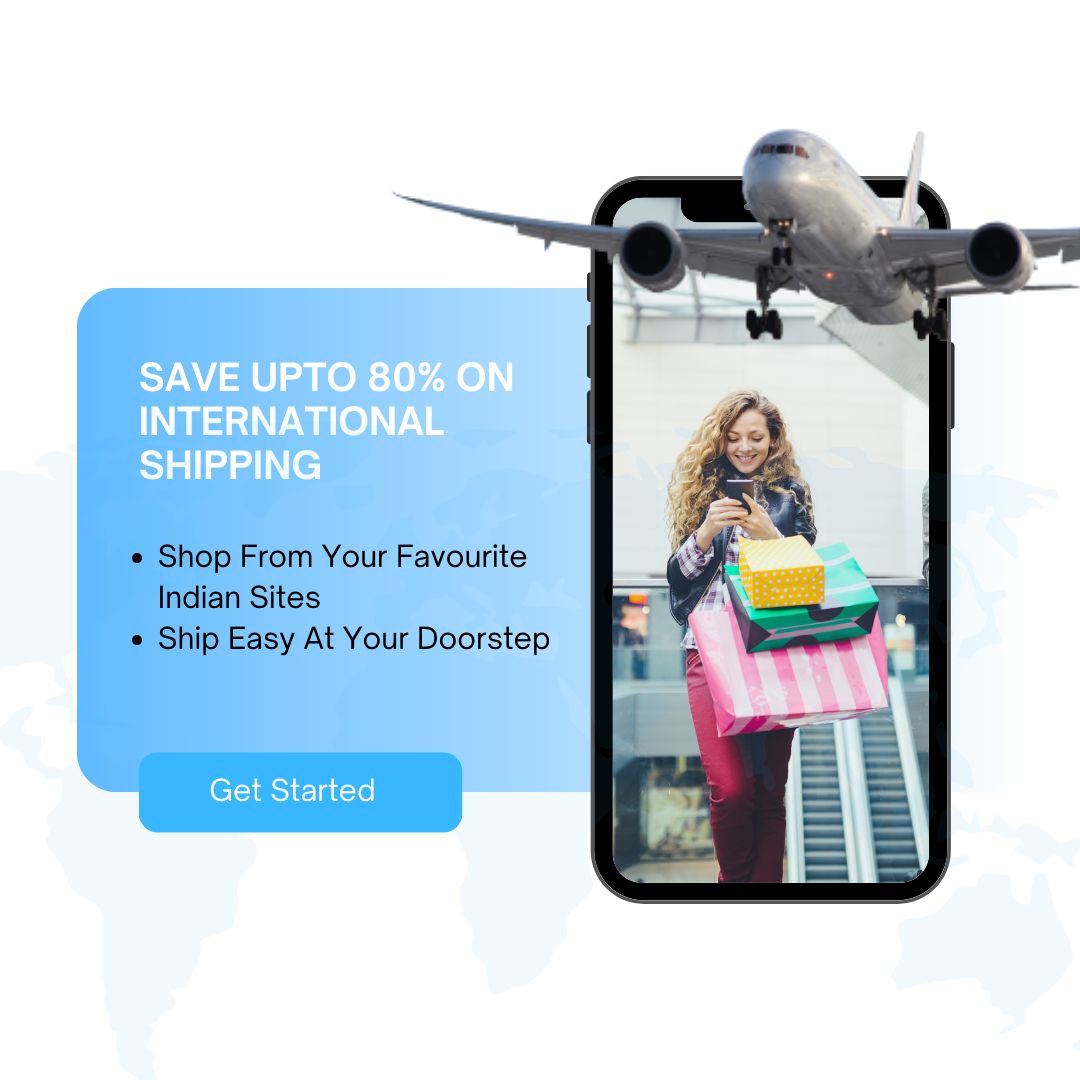 SAVE UPTO 80% ON
INTERNATIONAL
SHIPPING
• Shop From Your Favourite
Indian Sites
• Ship Easy At Your Doorstep
Get Started